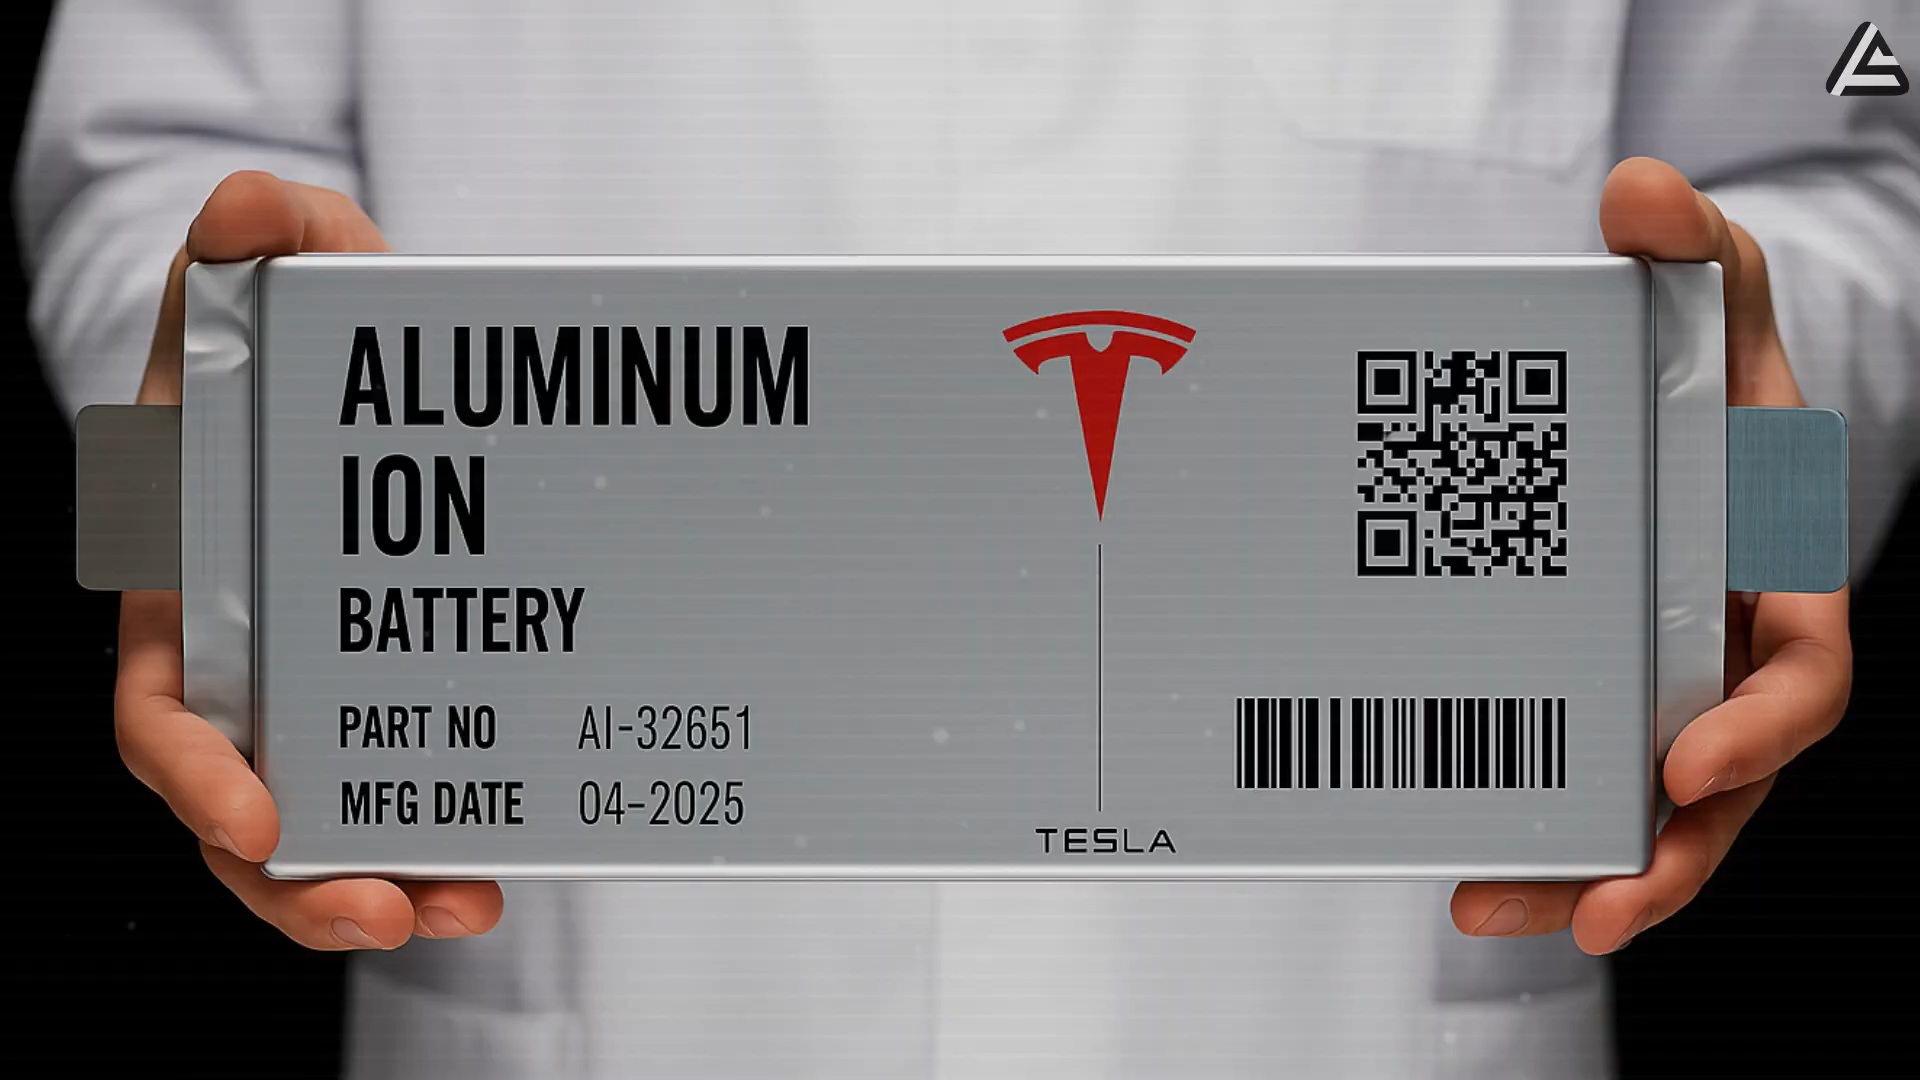 ALUMINUM
ION
BATTERY
PART NO AI-32651
MFG DATE 04-2025
TESLA